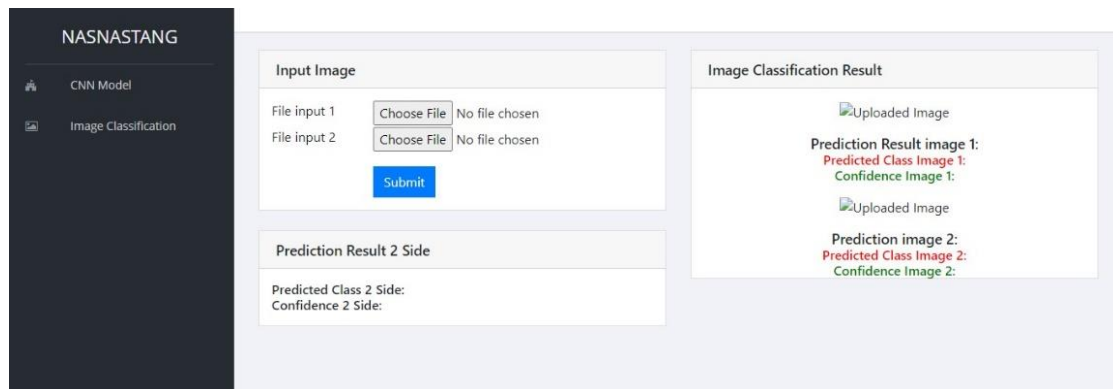 NASNASTANG
CNN Model
Image Classification
Input Image
File input 1 Choose File No file chosen
File input 2 Choose File No file chosen
Submit
Prediction Result 2 Side
Predicted Class 2 Side:
Confidence 2 Side:
Image Classification Result
Uploaded Image
Prediction Result image 1:
Predicted Class Image 1:
Confidence Image 1:
Uploaded Image
Prediction image 2:
Predicted Class Image 2:
Confidence Image 2: